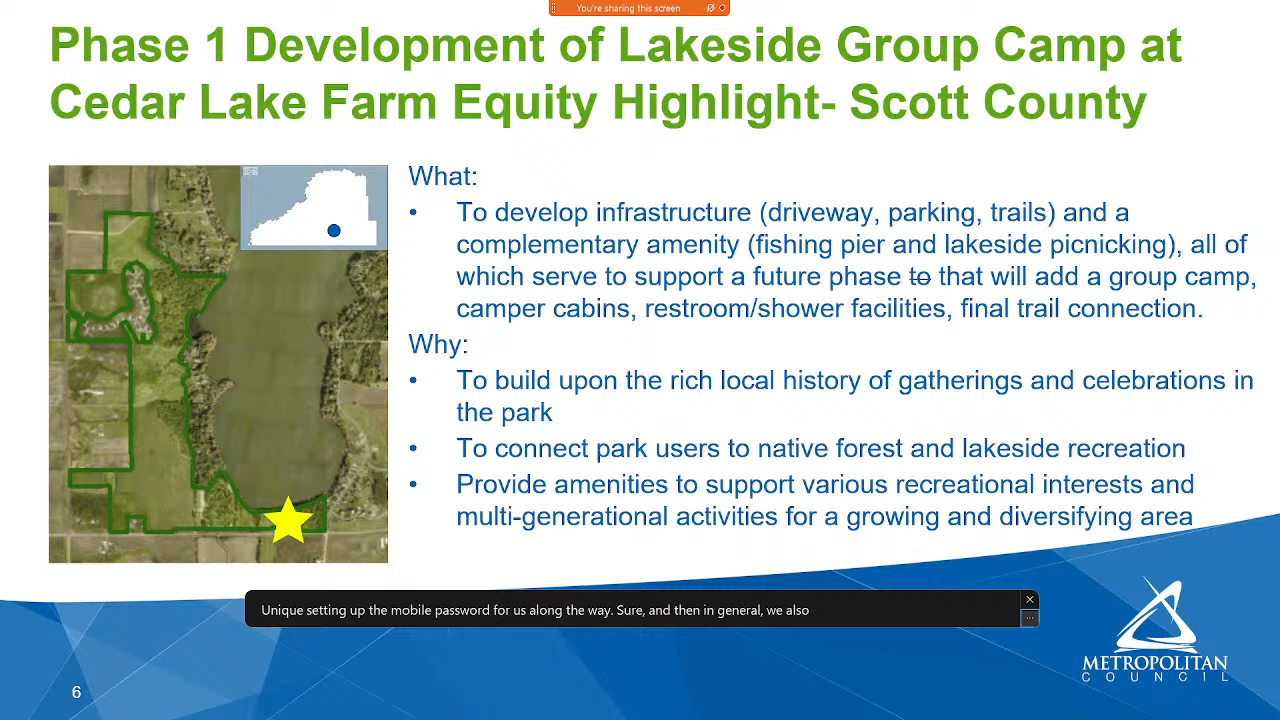 You're sharing this screen
Phase 1 Development of Lakeside Group Camp at
Cedar Lake Farm Equity Highlight- Scott County
What:
• To develop infrastructure (driveway, parking, trails) and a
complementary amenity (fishing pier and lakeside picnicking), all of
which serve to support a future phase to that will add a group camp,
camper cabins, restroom/shower facilities, final trail connection.
Why:
• To build upon the rich local history of gatherings and celebrations in
the park
• To connect park users to native forest and lakeside recreation
• Provide amenities to support various recreational interests and
multi-generational activities for a growing and diversifying area
Unique setting up the mobile password for us along the way. Sure, and then in general, we also
METROPOLITAN
COUNCIL
6